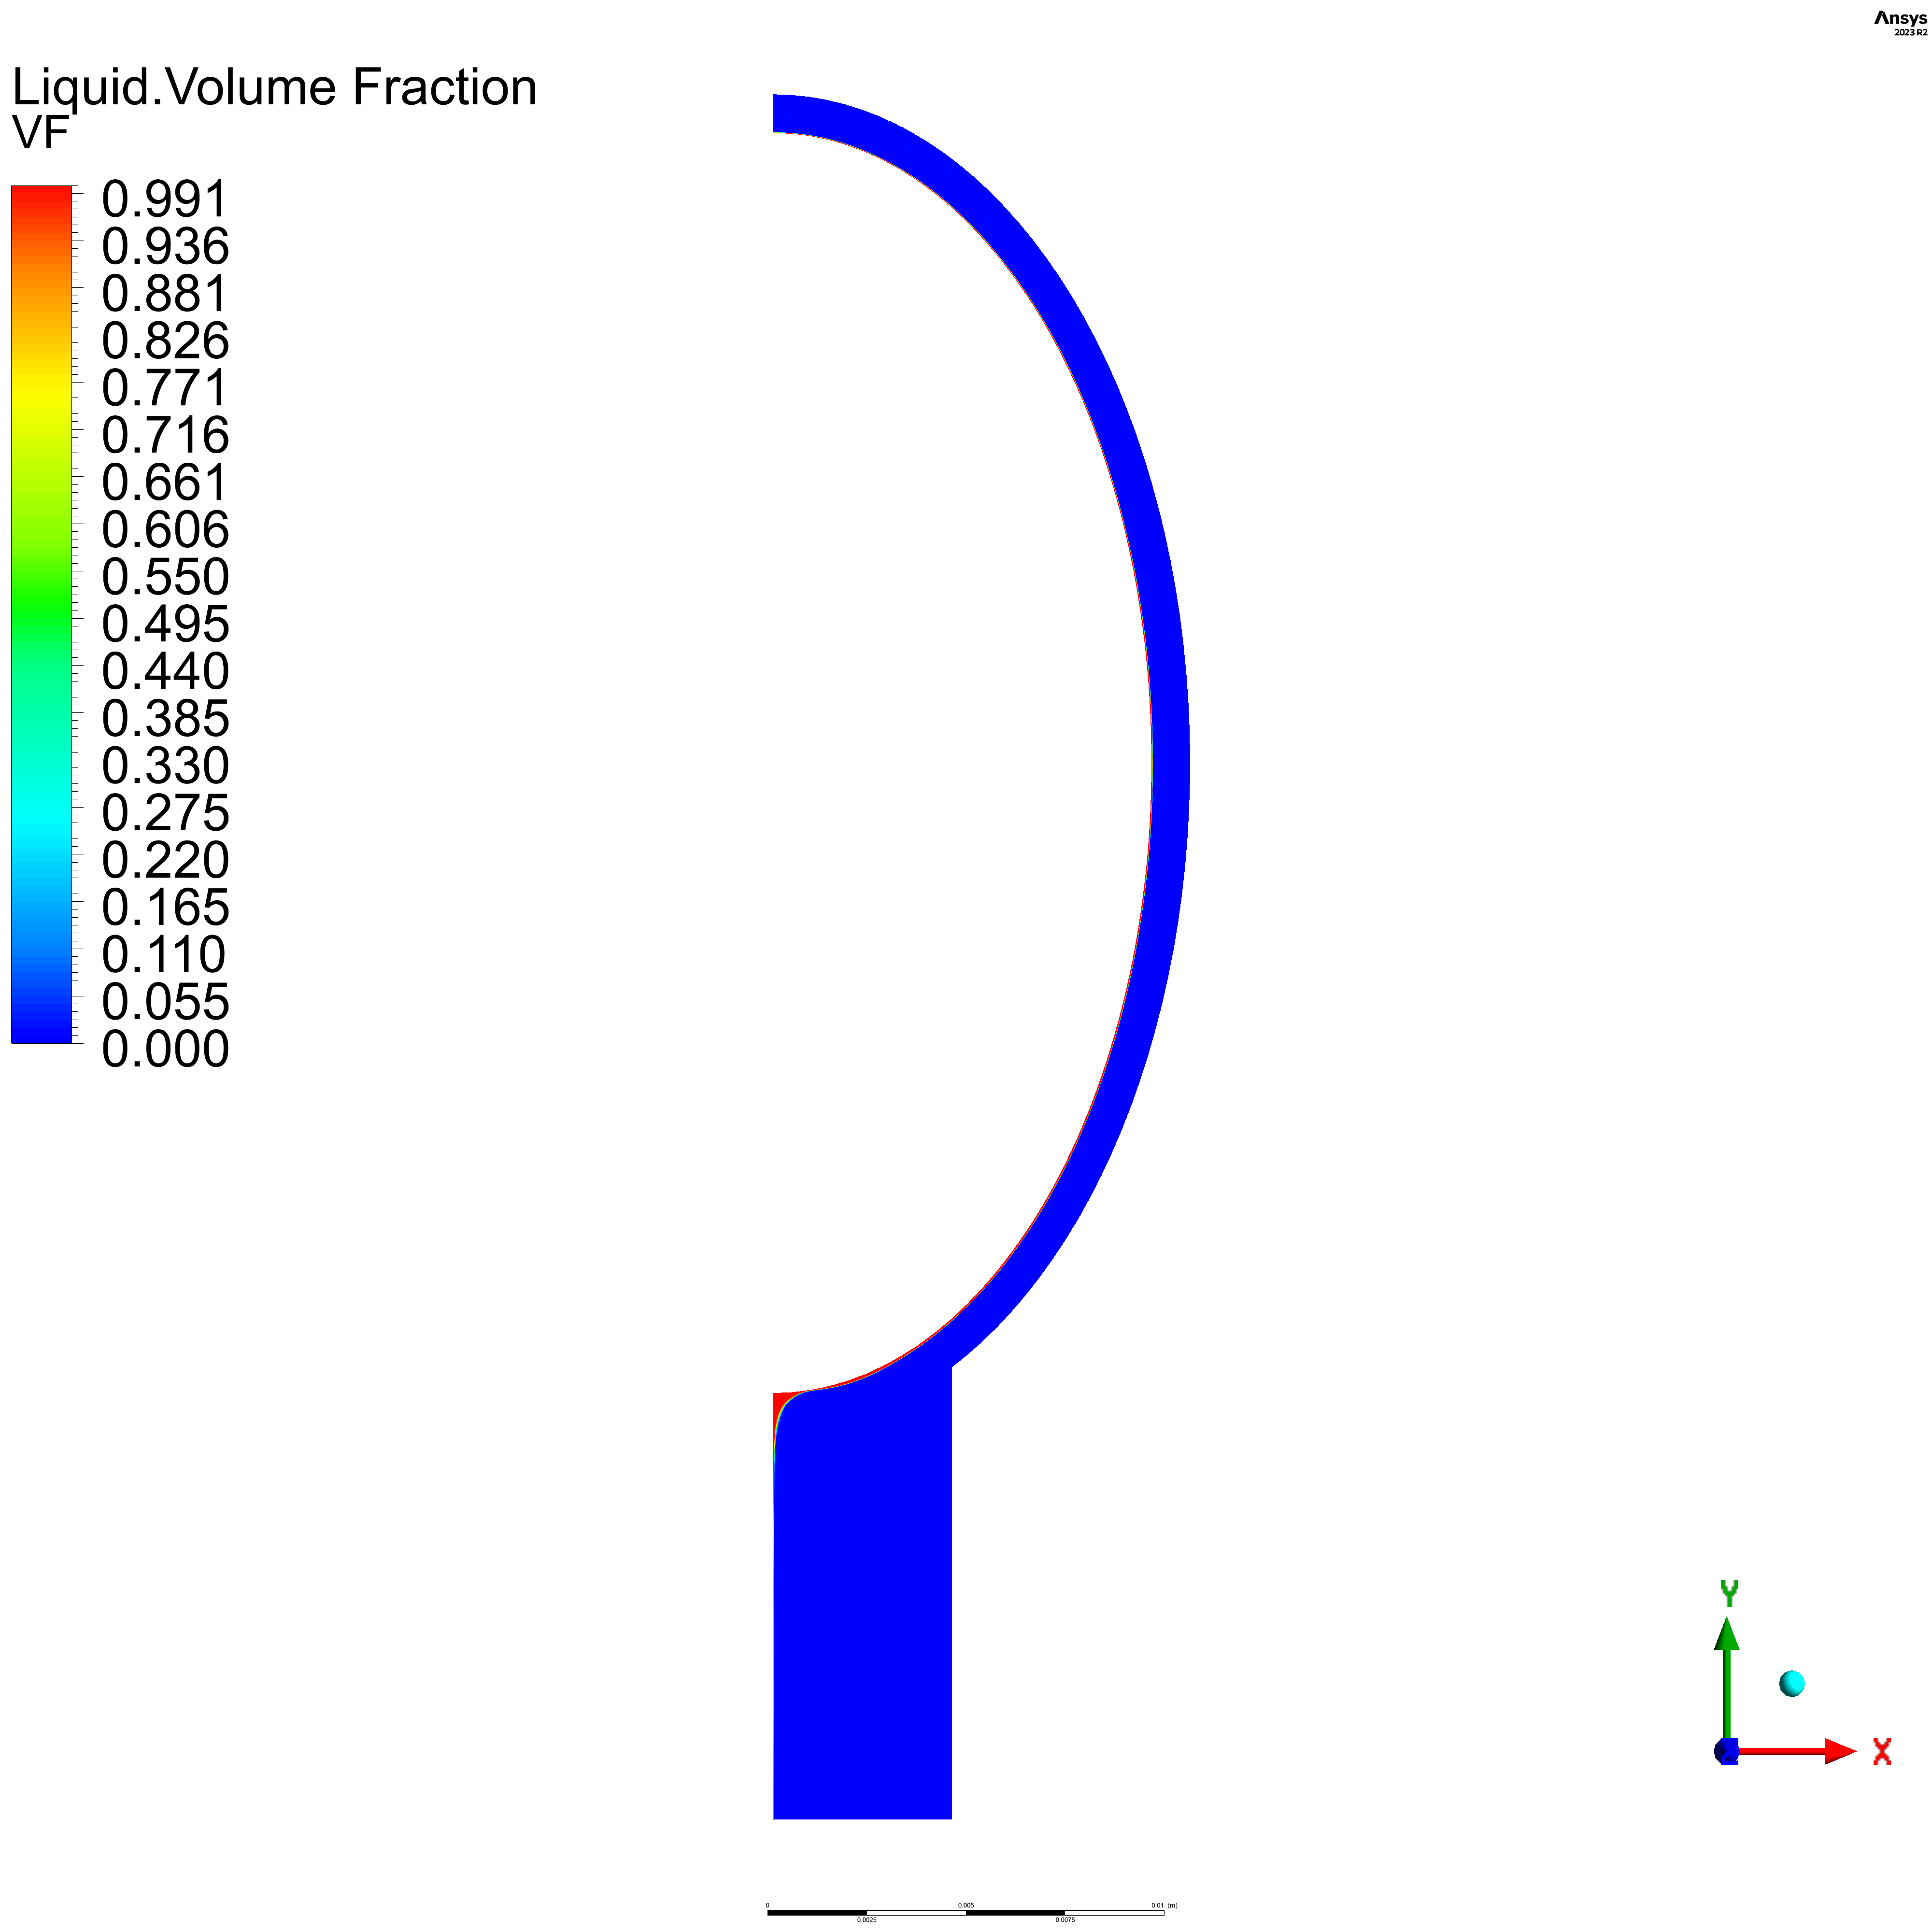 Ansys
2023 R2
Liquid.Volume Fraction
VF
0.991
0.936
0.881
0.826
0.771
0.716
0.661
0.606
0.550
0.495
0.440
0.385
0.330
0.275
0.220
0.165
0.110
0.055
0.000
Y
Z
X
0 0.005 0.01 (m)
0.0025 0.0075